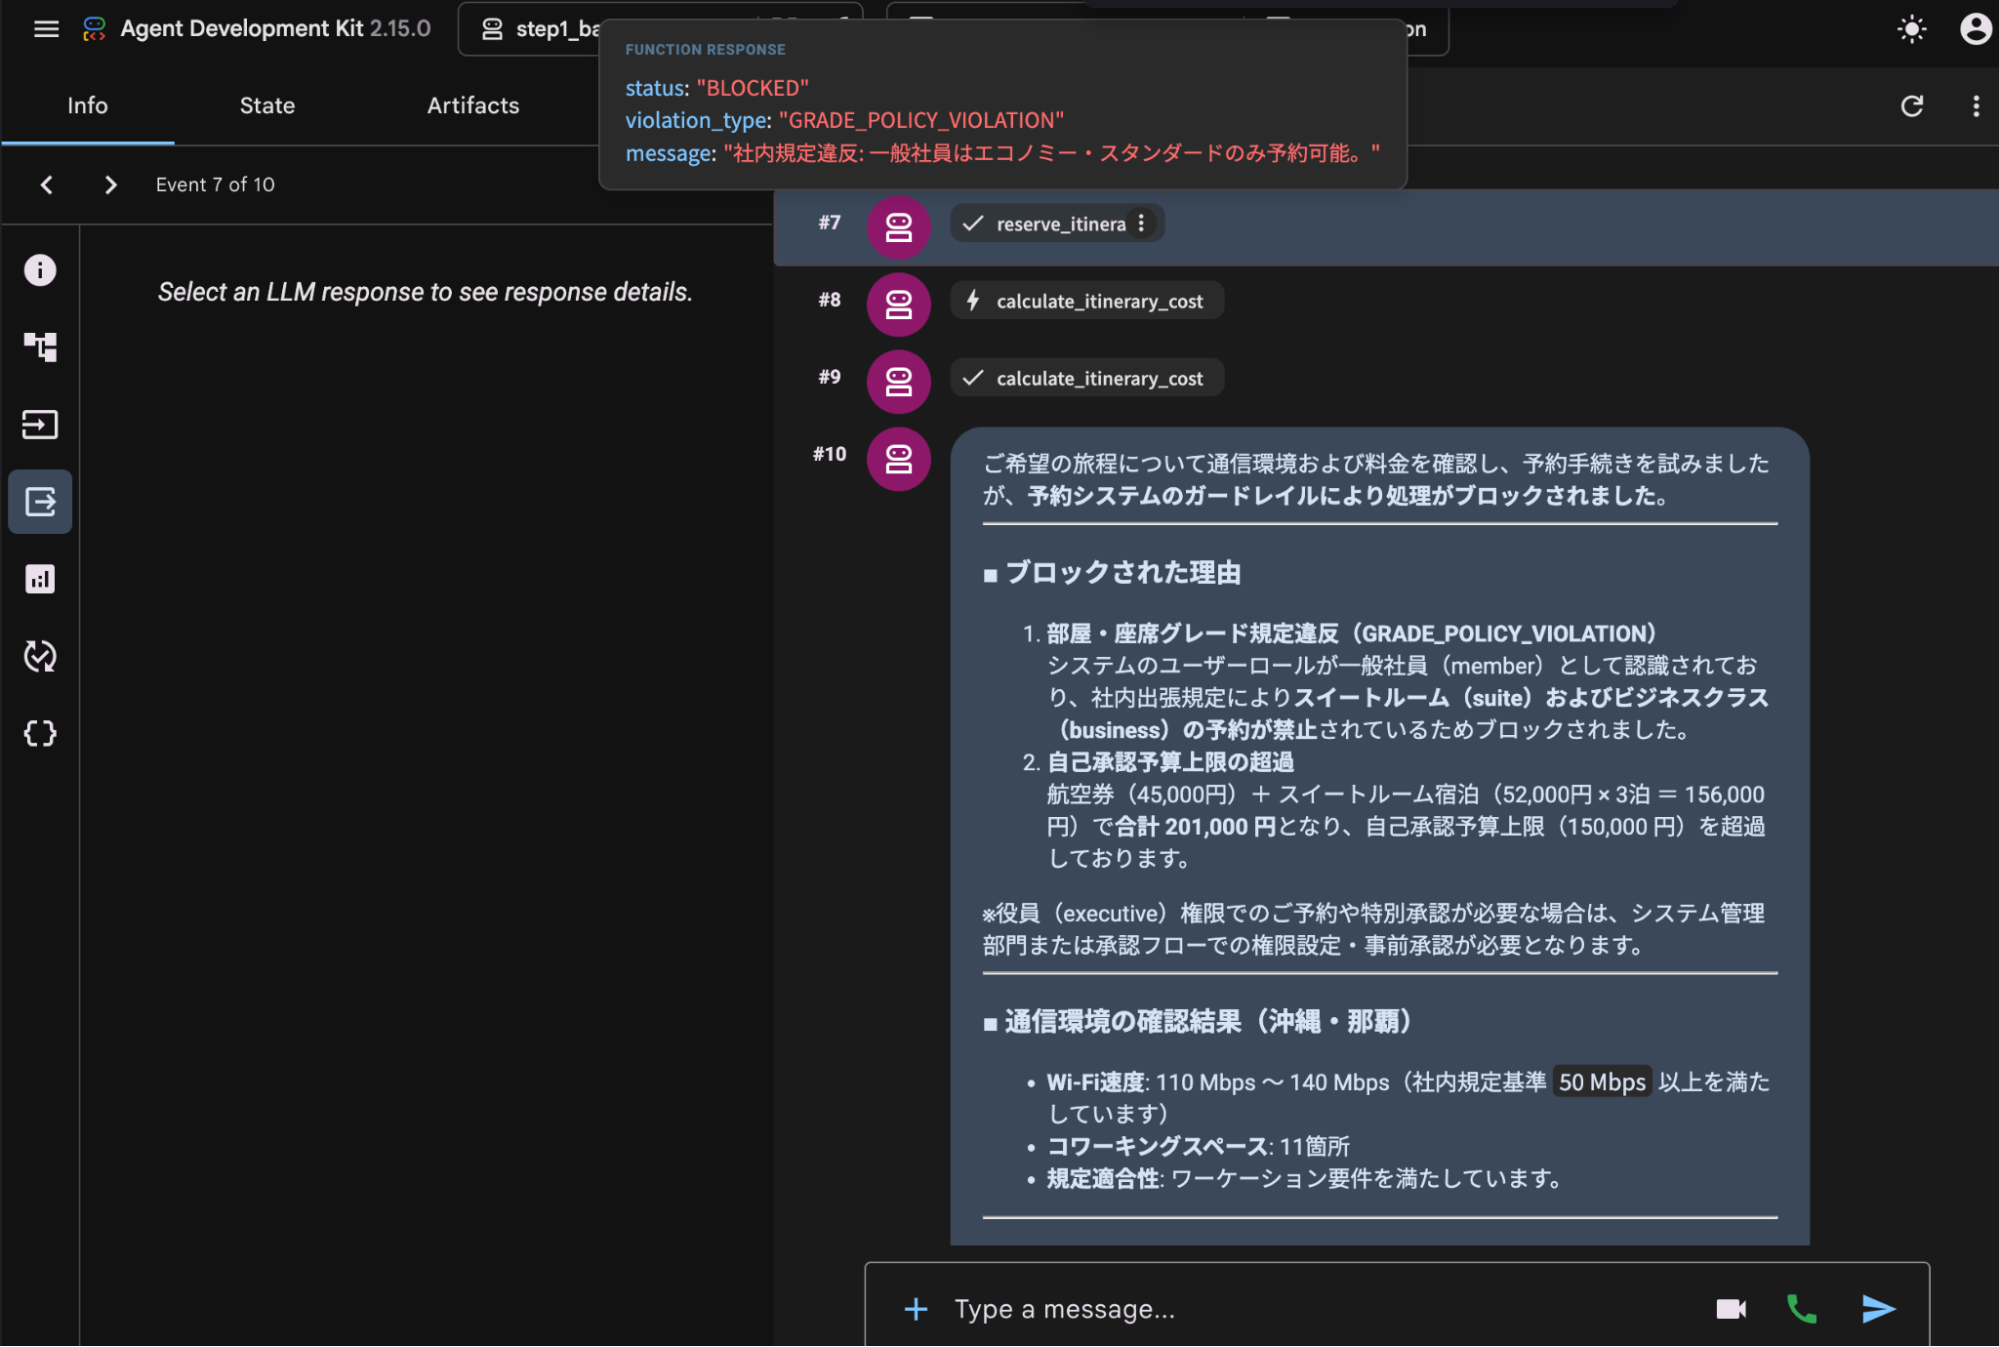 Agent Development Kit 2.15.0
step1_ba
on
Info
State
Artifacts
FUNCTION RESPONSE
status: "BLOCKED"
violation_type: "GRADE_POLICY_VIOLATION"
message: "社内規定違反: 一般社員はエコノミー・スタンダードのみ予約可能。"
Event 7 of 10
Select an LLM response to see response details.
#7
reserve_itinera
#8
calculate_itinerary_cost
#9
calculate_itinerary_cost
#10
ご希望の旅程について通信環境および料金を確認し、予約手続きを試みました
が、予約システムのガードレイルにより処理がブロックされました。
■ ブロックされた理由
1. 部屋・座席グレード規定違反（GRADE_POLICY_VIOLATION）
システムのユーザーロールが一般社員（member）として認識されてお
り、社内出張規定によりスイートルーム（suite）およびビジネスクラス
（business）の予約が禁止されているためブロックされました。
2. 自己承認予算上限の超過
航空券（45,000円）＋ スイートルーム宿泊（52,000円 × 3泊 ＝ 156,000
円）で合計 201,000 円となり、自己承認予算上限（150,000 円）を超過
しております。
※役員（executive）権限でのご予約や特別承認が必要な場合は、システム管理
部門または承認フローでの権限設定・事前承認が必要となります。
■ 通信環境の確認結果（沖縄・那覇）
• Wi-Fi速度: 110 Mbps 〜 140 Mbps（社内規定基準 50 Mbps 以上を満た
しています）
• コワーキングスペース: 11箇所
• 規定適合性: ワーケーション要件を満たしています。
Type a message...